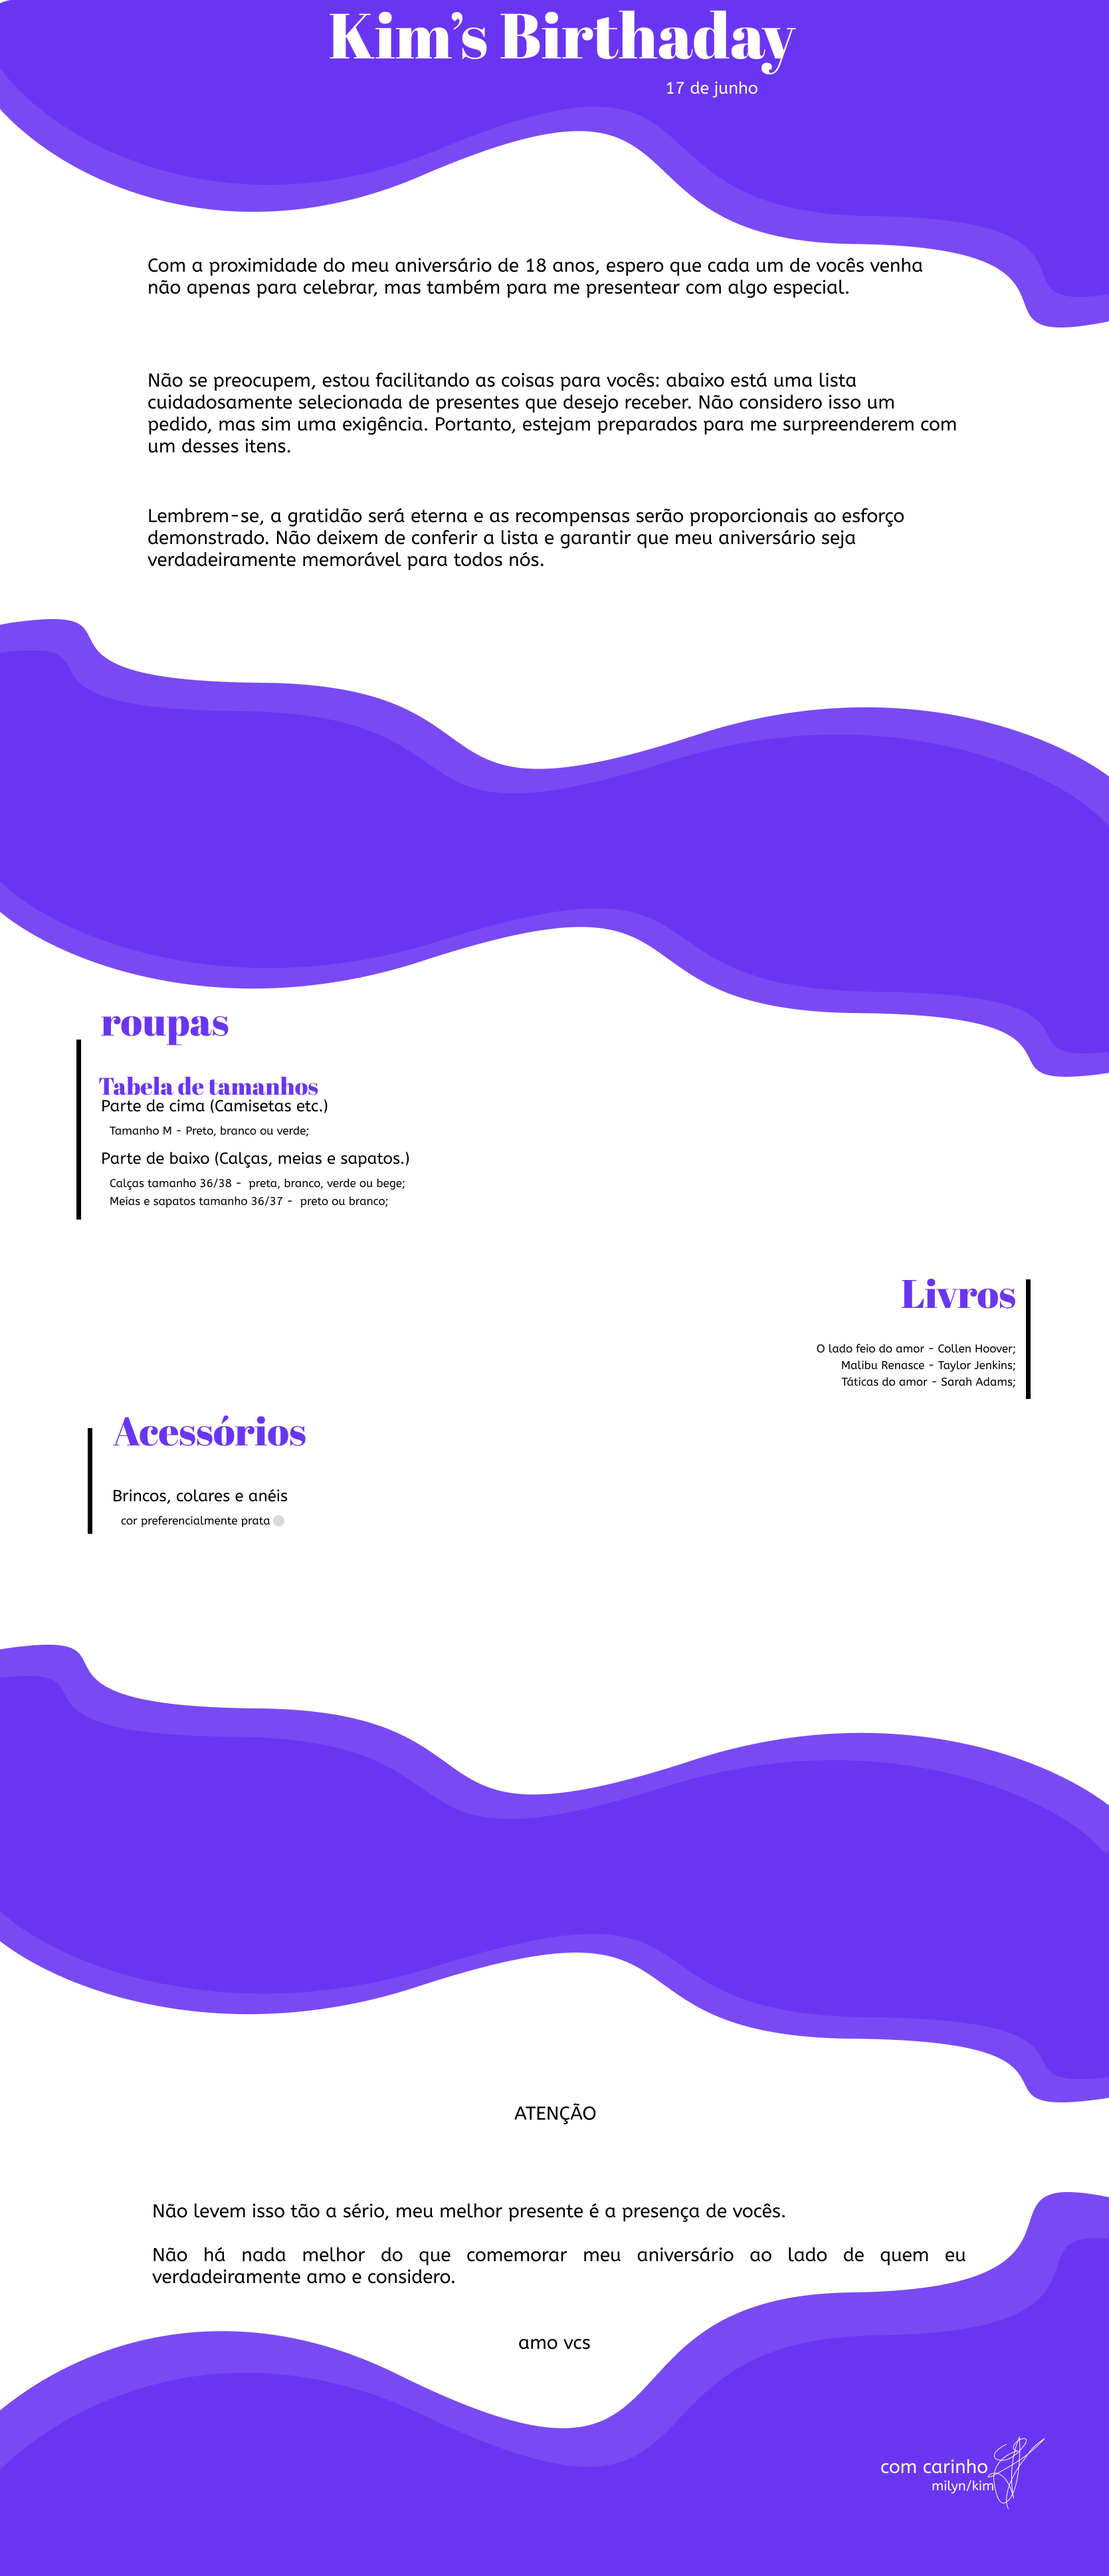 Kim’s Birthaday
17 de junho
Com a proximidade do meu aniversário de 18 anos, espero que cada um de vocês venha
não apenas para celebrar, mas também para me presentear com algo especial.
Não se preocupem, estou facilitando as coisas para vocês: abaixo está uma lista
cuidadosamente selecionada de presentes que desejo receber. Não considero isso um
pedido, mas sim uma exigência. Portanto, estejam preparados para me surpreenderem com
um desses itens.
Lembrem-se, a gratidão será eterna e as recompensas serão proporcionais ao esforço
demonstrado. Não deixem de conferir a lista e garantir que meu aniversário seja
verdadeiramente memorável para todos nós.
roupas
Tabela de tamanhos
Parte de cima (Camisetas etc.)
Tamanho M - Preto, branco ou verde;
Parte de baixo (Calças, meias e sapatos.)
Calças tamanho 36/38 - preta, branco, verde ou bege;
Meias e sapatos tamanho 36/37 - preto ou branco;
Livros
O lado feio do amor - Collen Hoover;
Malibu Renasce - Taylor Jenkins;
Táticas do amor - Sarah Adams;
Acessórios
Brincos, colares e anéis
cor preferencialmente prata
ATENÇÃO
Não levem isso tão a sério, meu melhor presente é a presença de vocês.
Não há nada melhor do que comemorar meu aniversário ao lado de quem eu
verdadeiramente amo e considero.
amo vcs
com carinho
milyn/kim